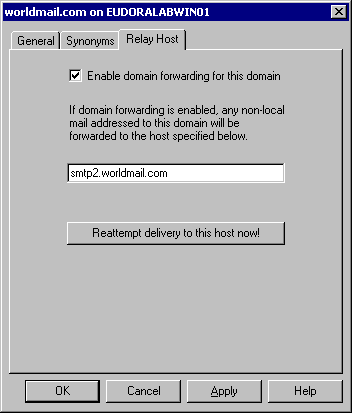 worldmail.com on EUDORALABWIN01
General Synonyms Relay Host
Enable domain forwarding for this domain
If domain forwarding is enabled, any non-local
mail addressed to this domain will be
forwarded to the host specified below.
smtp2.worldmail.com
Reattempt delivery to this host now!
OK Cancel Apply Help